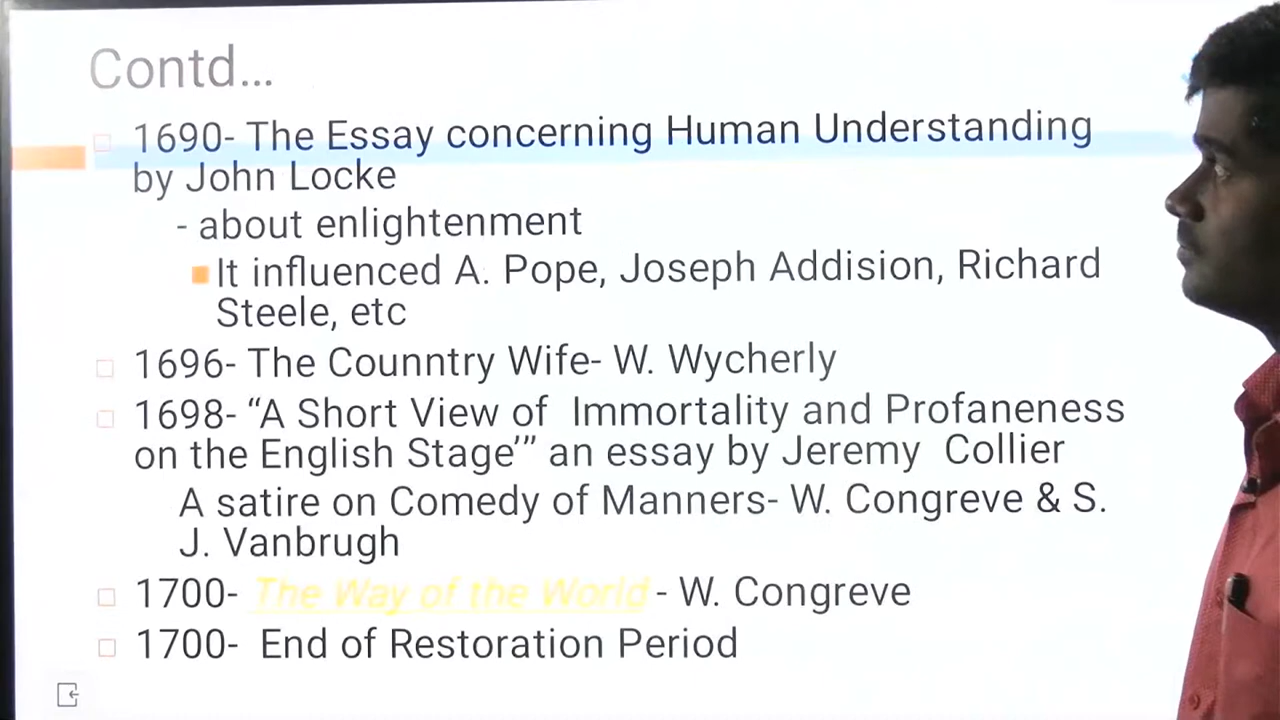 Contd...
1690- The Essay concerning Human Understanding
by John Locke
- about enlightenment
It influenced A. Pope, Joseph Addision, Richard
Steele, etc
1696- The Counntry Wife- W. Wycherly
1698- “A Short View of Immortality and Profaneness
on the English Stage’” an essay by Jeremy Collier
A satire on Comedy of Manners- W. Congreve & S.
J. Vanbrugh
1700- The Way of the World - W. Congreve
1700- End of Restoration Period